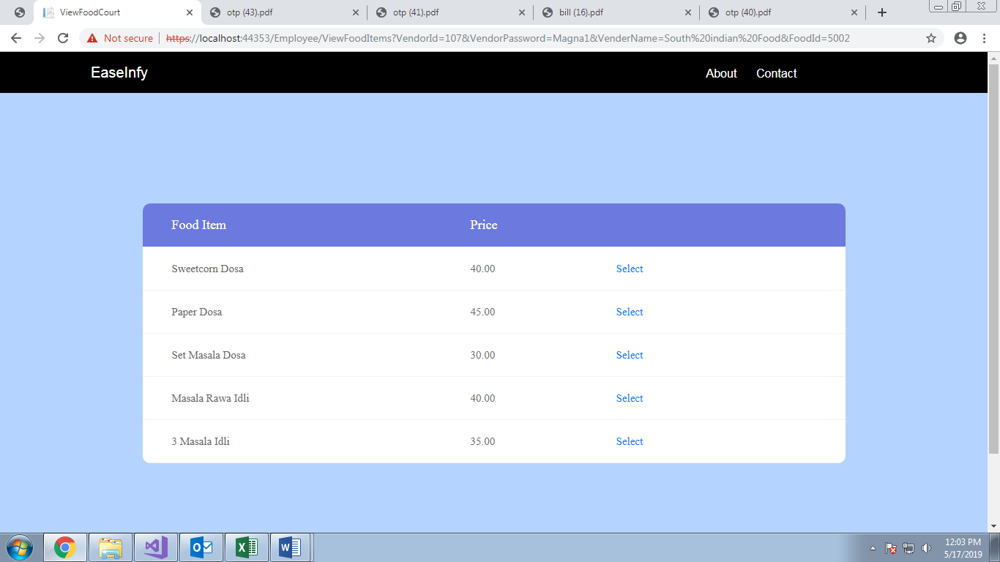 ViewFoodCourt
otp (43).pdf
otp (41).pdf
bill (16).pdf
otp (40).pdf
Not secure | https://localhost:44353/Employee/ViewFoodItems?VendorId=107&VendorPassword=Magna1&VenderName=South%20indian%20Food&FoodId=5002
EaseInfy About Contact
Food Item Price
Sweetcorn Dosa 40.00 Select
Paper Dosa 45.00 Select
Set Masala Dosa 30.00 Select
Masala Rawa Idli 40.00 Select
3 Masala Idli 35.00 Select
12:03 PM
5/17/2019